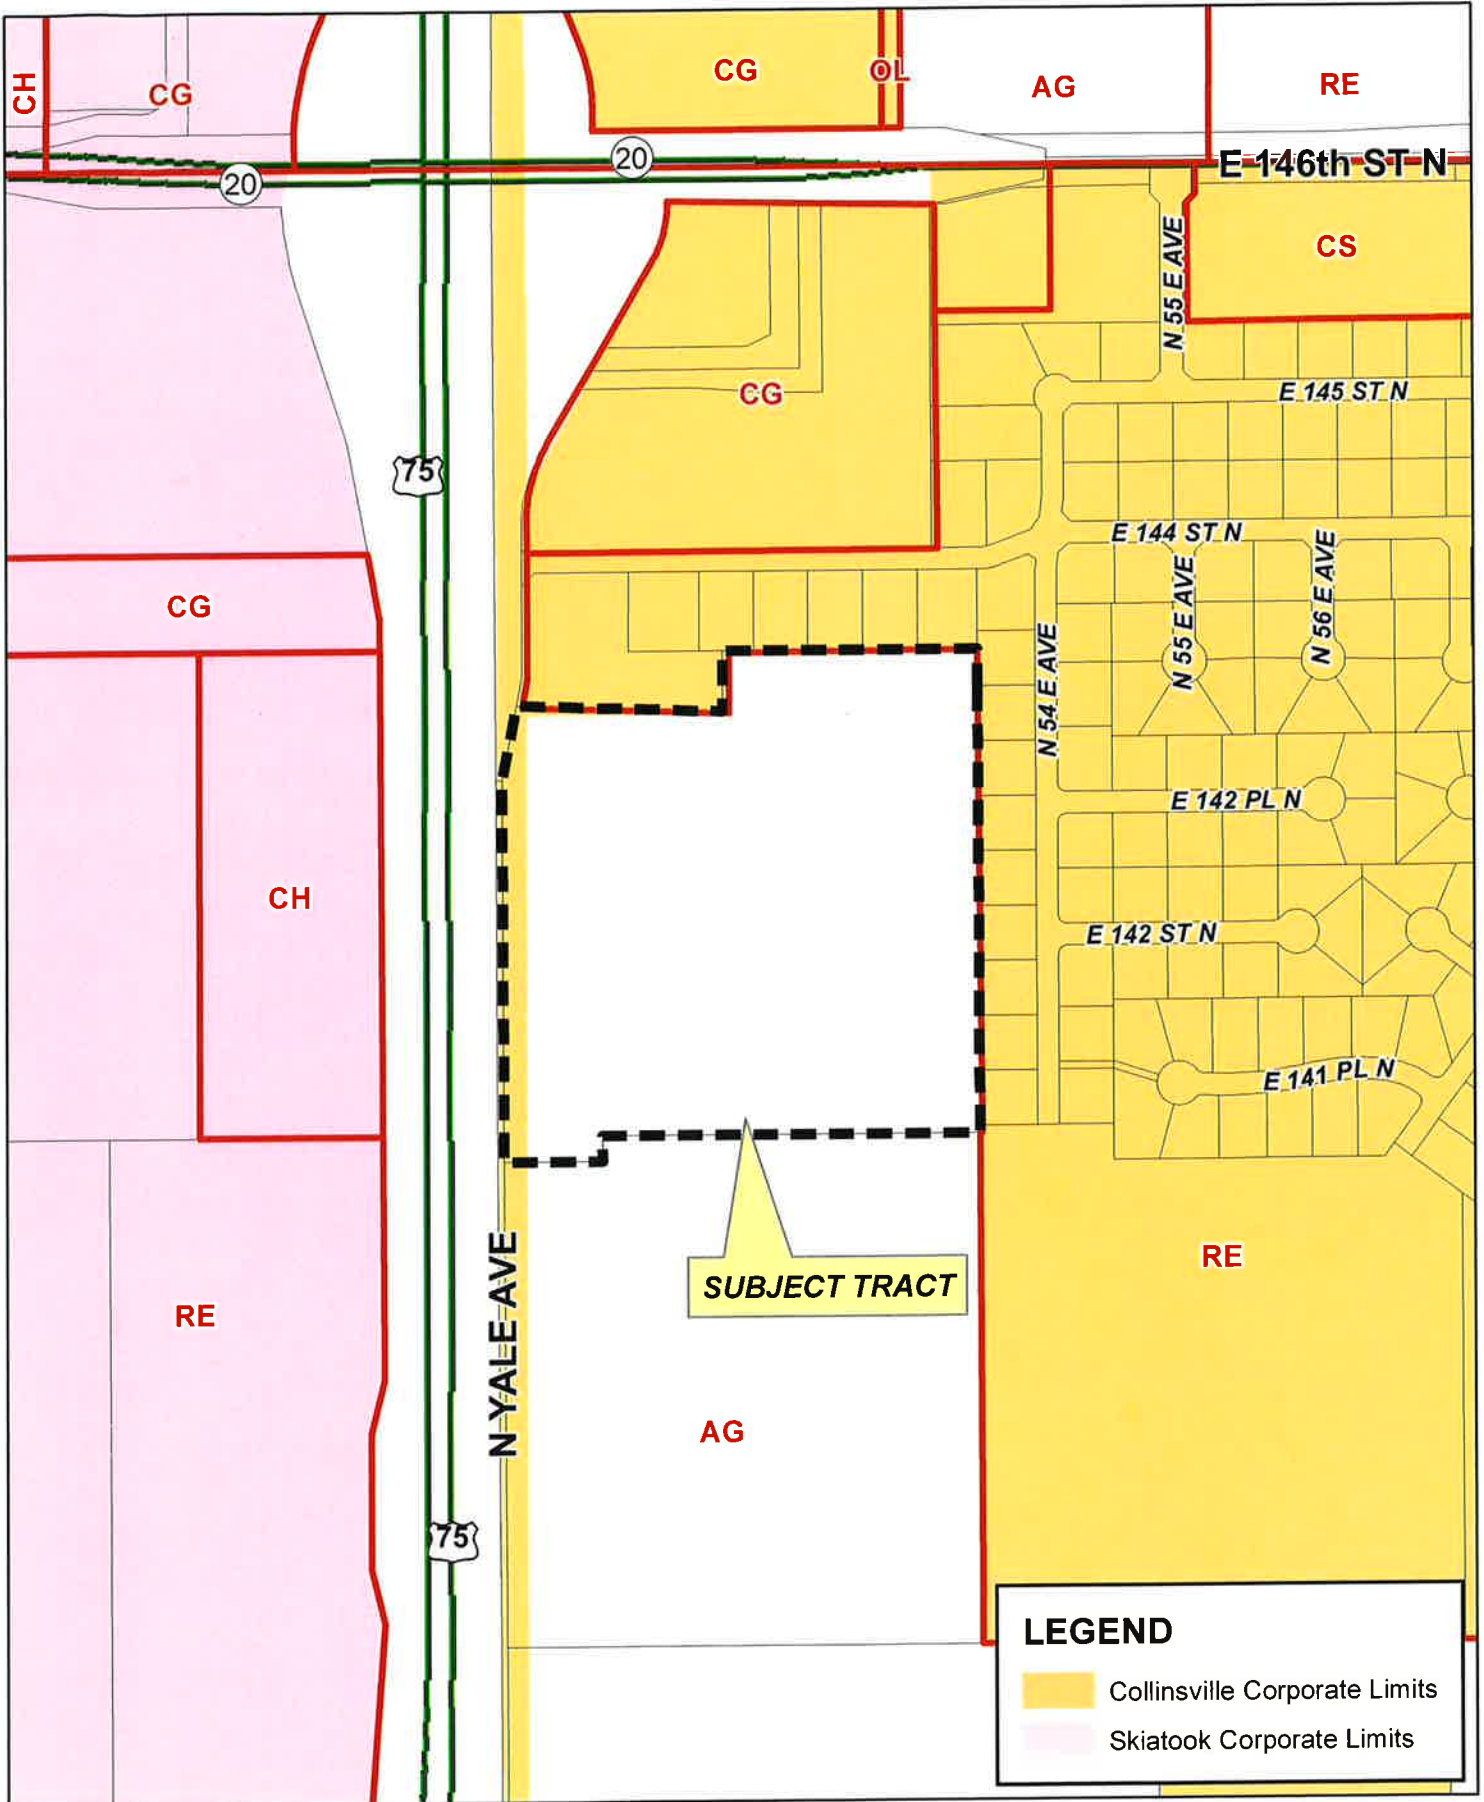 CH
CG
CG
OL
AG
RE
20
20
E 146th ST N
CS
N 55 E AVE
E 145 ST N
CG
75
E 144 ST N
N 55 E AVE
N 56 E AVE
CG
N 54 E AVE
E 142 PL N
CH
E 142 ST N
E 141 PL N
SUBJECT TRACT
RE
RE
N YALE AVE
AG
75
LEGEND
Collinsville Corporate Limits
Skiatook Corporate Limits